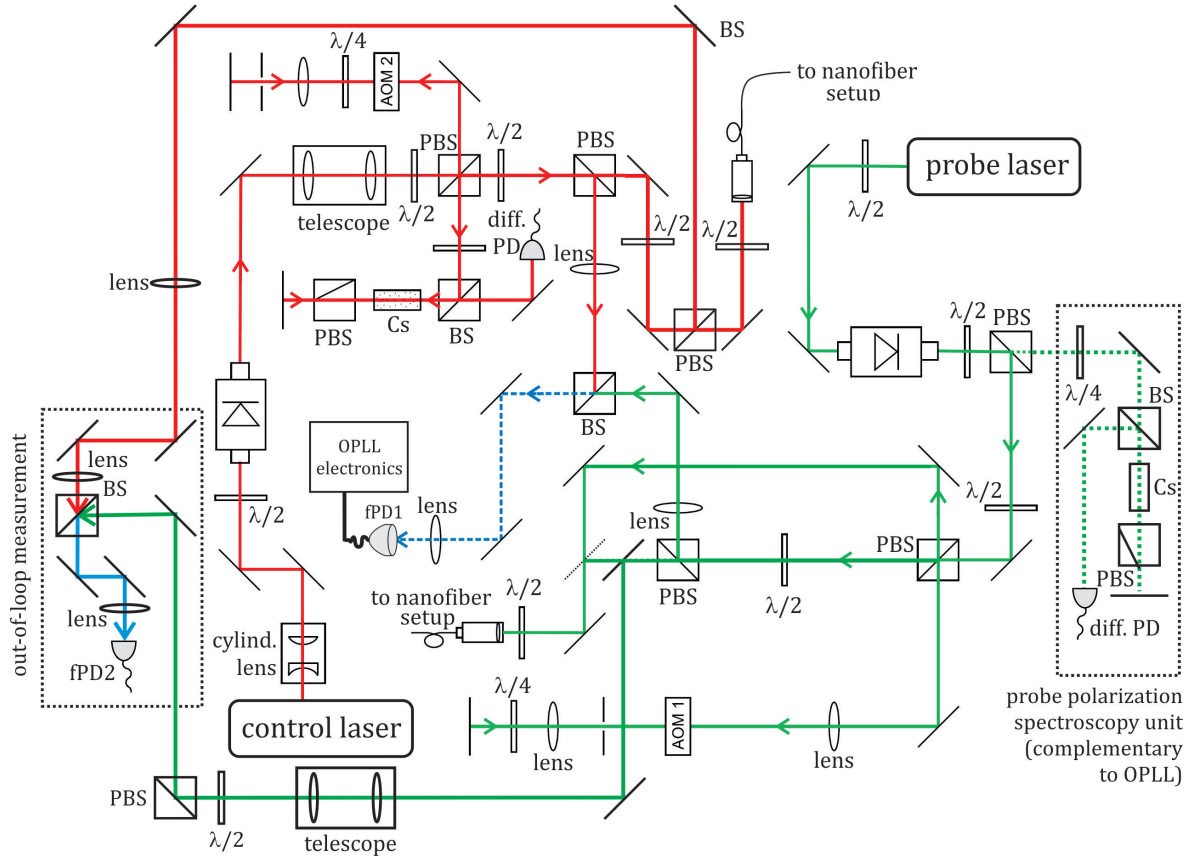 BS
λ/4
AOM 2
to nanofiber
setup
PBS
λ/2
PBS
probe laser
λ/2
telescope
λ/2
diff.
PD
lens
λ/2
λ/2
lens
PBS
Cs
BS
PBS
λ/2
PBS
λ/4
BS
BS
OPLL
electronics
out-of-loop measurement
lens
BS
λ/2
fPD1
lens
lens
Cs
λ/2
PBS
PBS
λ/2
PBS
diff. PD
to nanofiber
setup
λ/2
lens
fPD2
cylind.
lens
λ/4
AOM 1
lens
lens
probe polarization
spectroscopy unit
(complementary
to OPLL)
control laser
PBS
λ/2
telescope